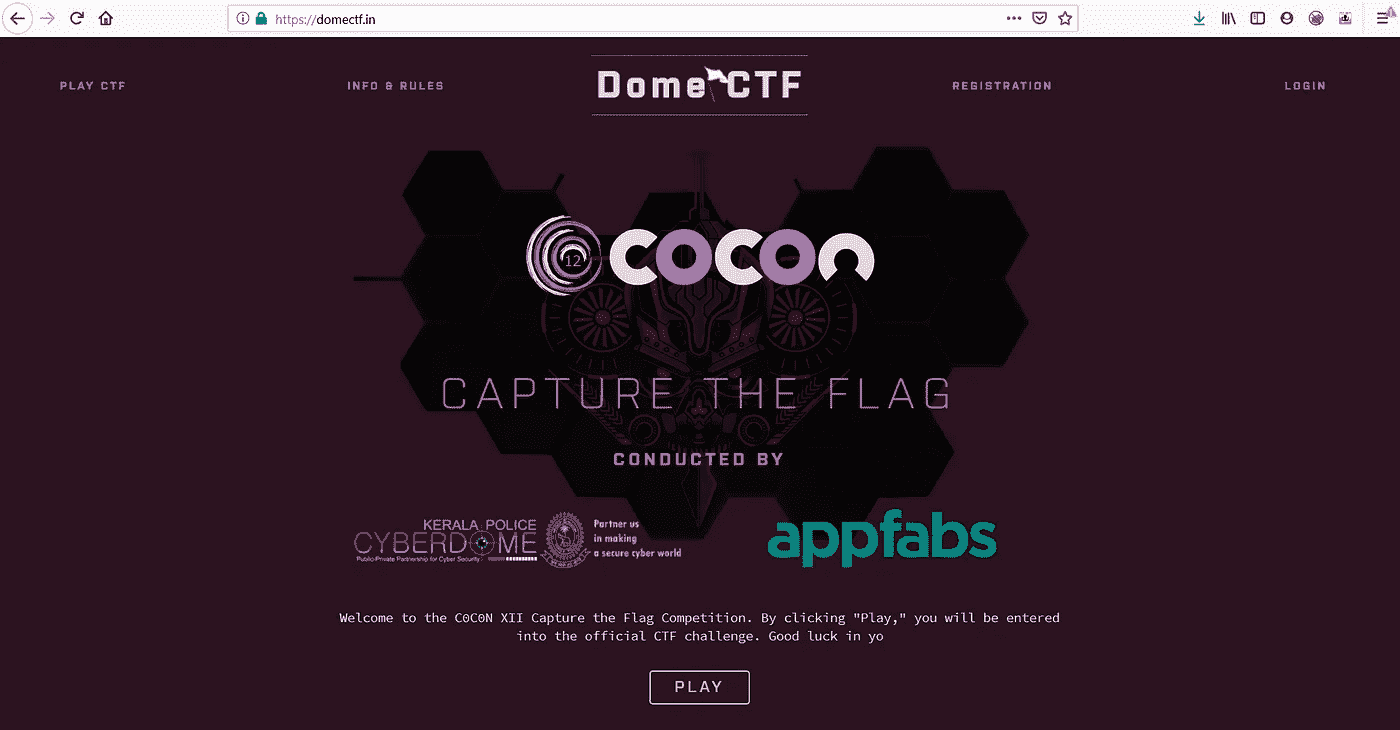 https://domectf.in
PLAY CTF
INFO & RULES
Dome CTF
REGISTRATION
LOGIN
12
cocon
CAPTURE THE FLAG
CONDUCTED BY
KERALA POLICE
CYBERDOME
Public-Private Partnership for Cyber Security
Partner us
in making
a secure cyber world
appfabs
Welcome to the C0C0N XII Capture the Flag Competition. By clicking "Play," you will be entered
into the official CTF challenge. Good luck in yo
PLAY